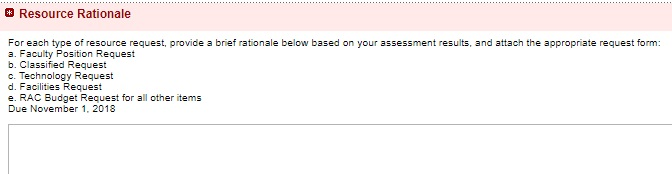 Resource Rationale
For each type of resource request, provide a brief rationale below based on your assessment results, and attach the appropriate request form:
a. Faculty Position Request
b. Classified Request
c. Technology Request
d. Facilities Request
e. RAC Budget Request for all other items
Due November 1, 2018